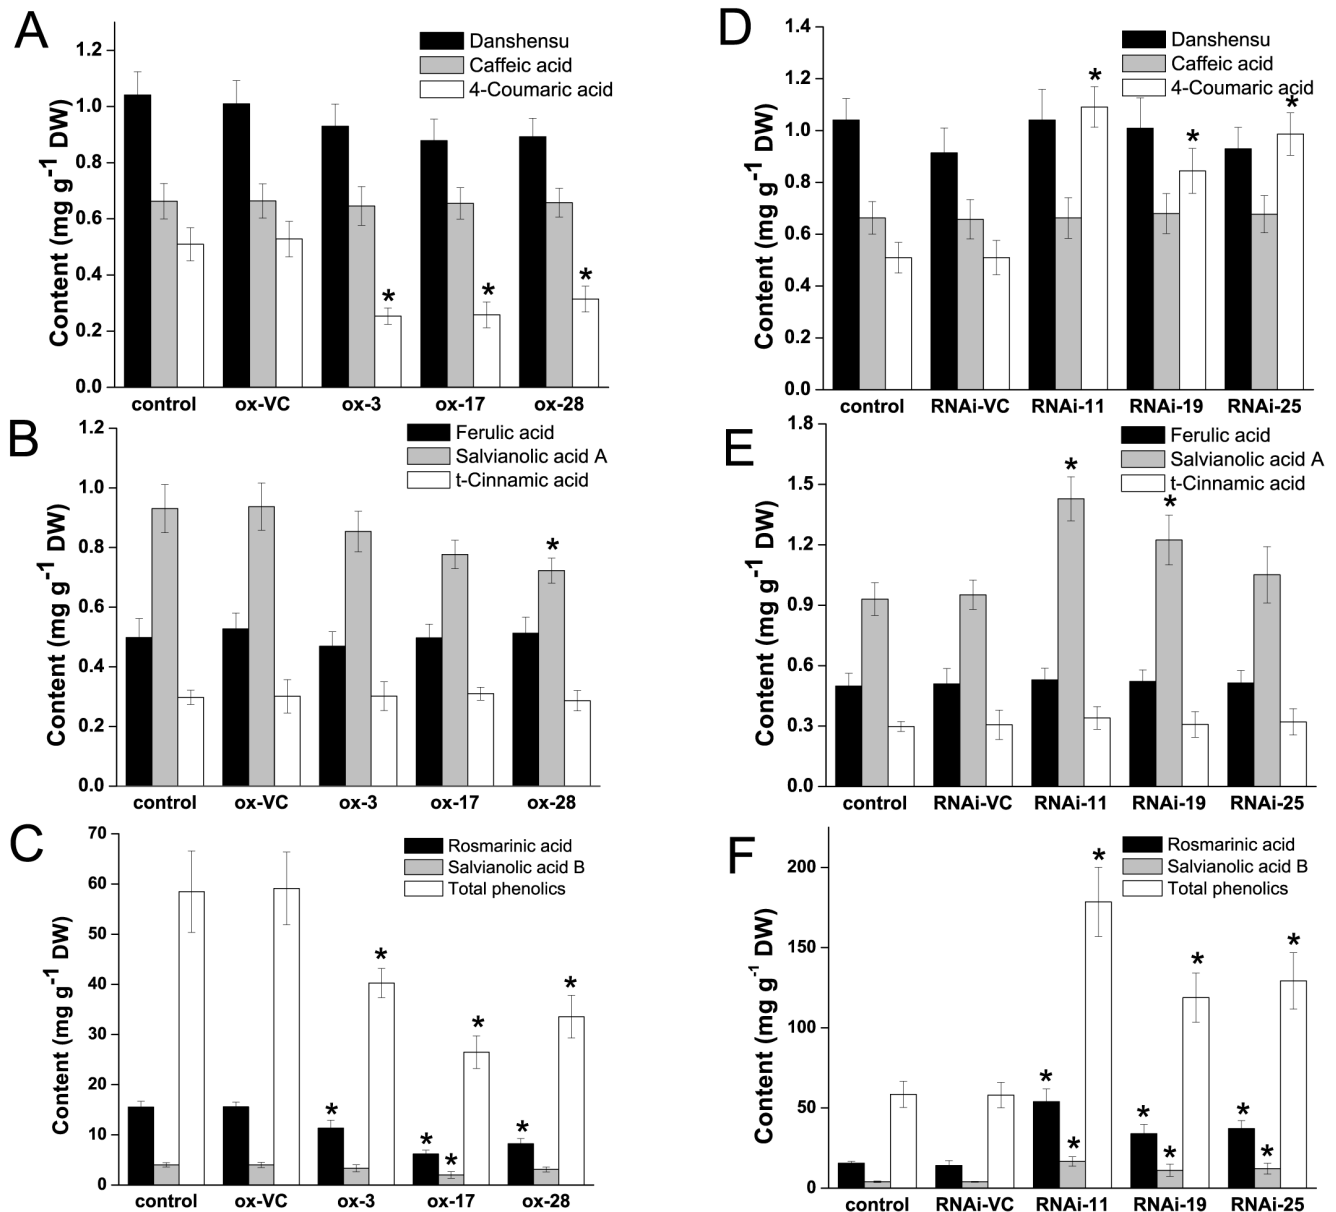 A
Danshensu
Caffeic acid
4-Coumaric acid
Content (mg g-1 DW)
1.2
1.0
0.8
0.6
0.4
0.2
0.0
* * *
control ox-VC ox-3 ox-17 ox-28
D
Danshensu
Caffeic acid
4-Coumaric acid
Content (mg g-1 DW)
1.4
1.2
1.0
0.8
0.6
0.4
0.2
0.0
* * *
control RNAi-VC RNAi-11 RNAi-19 RNAi-25
B
Ferulic acid
Salvianolic acid A
t-Cinnamic acid
Content (mg g-1 DW)
1.2
1.0
0.8
0.6
0.4
0.2
0.0
*
control ox-VC ox-3 ox-17 ox-28
E
Ferulic acid
Salvianolic acid A
t-Cinnamic acid
Content (mg g-1 DW)
1.8
1.5
1.2
0.9
0.6
0.3
0.0
* *
control RNAi-VC RNAi-11 RNAi-19 RNAi-25
C
Rosmarinic acid
Salvianolic acid B
Total phenolics
Content (mg g-1 DW)
70
60
50
40
30
20
10
0
* * * * * * *
control ox-VC ox-3 ox-17 ox-28
F
Rosmarinic acid
Salvianolic acid B
Total phenolics
Content (mg g-1 DW)
200
150
100
50
0
* * * * * * * * *
control RNAi-VC RNAi-11 RNAi-19 RNAi-25